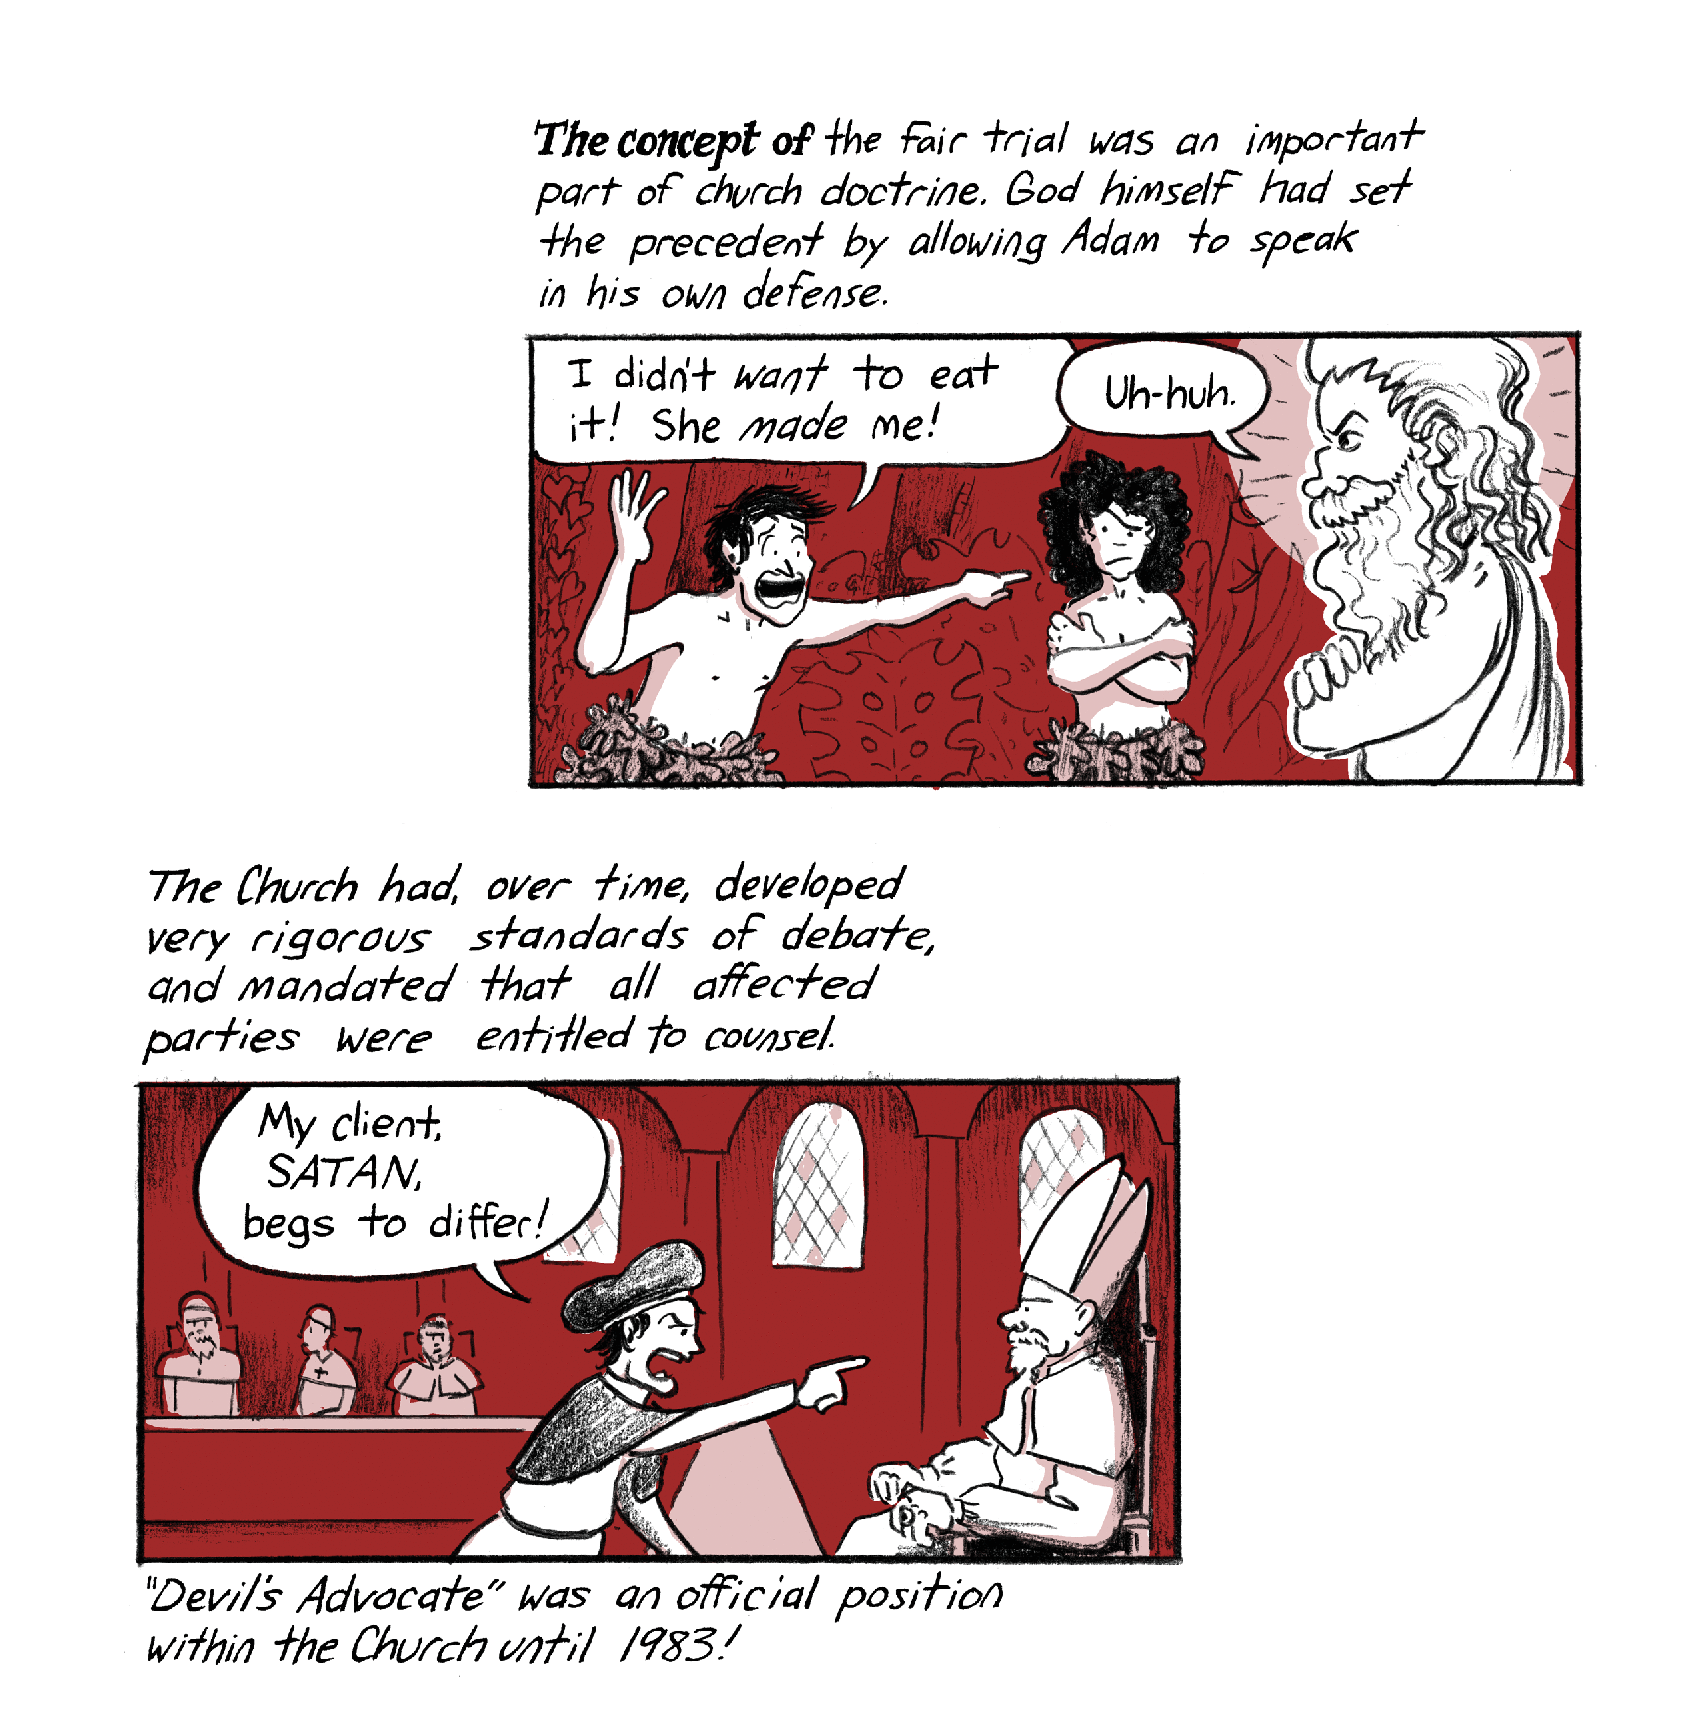 The concept of the fair trial was an important
part of church doctrine. God himself had set
the precedent by allowing Adam to speak
in his own defense.
I didn't want to eat
it! She made me!
Uh-huh.
The Church had, over time, developed
very rigorous standards of debate,
and mandated that all affected
parties were entitled to counsel.
My client,
SATAN,
begs to differ!
"Devil's Advocate" was an official position
within the Church until 1983!